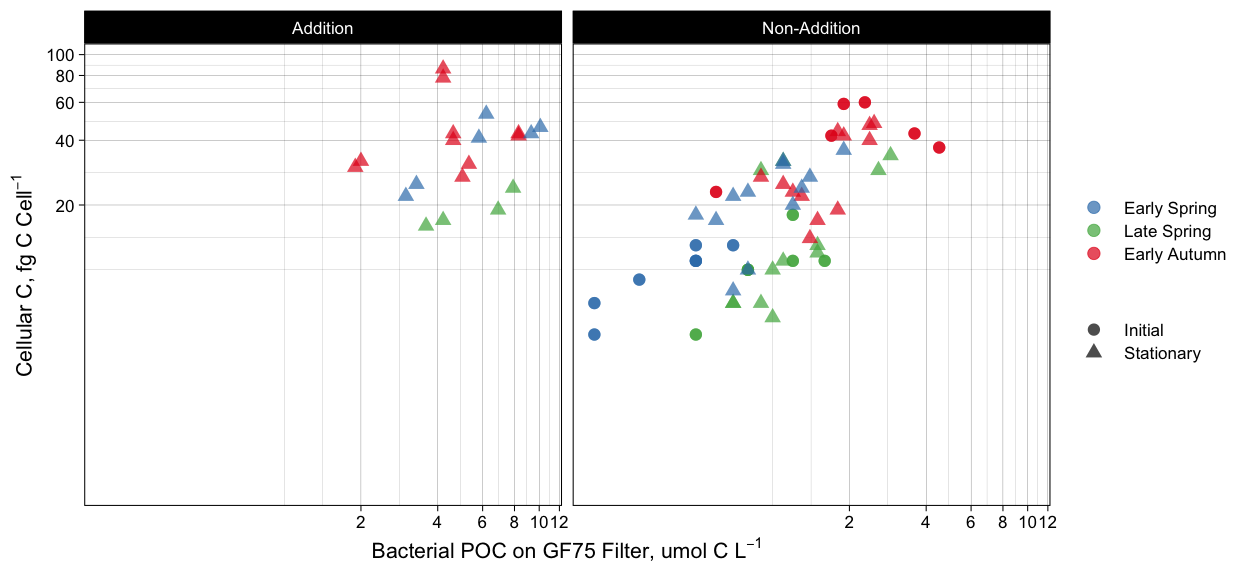 Addition
Non-Addition
100
80
60
40
20
Cellular C, fg C Cell⁻¹
2 4 6 8 10 12
2 4 6 8 10 12
Bacterial POC on GF75 Filter, umol C L⁻¹
Early Spring
Late Spring
Early Autumn
Initial
Stationary